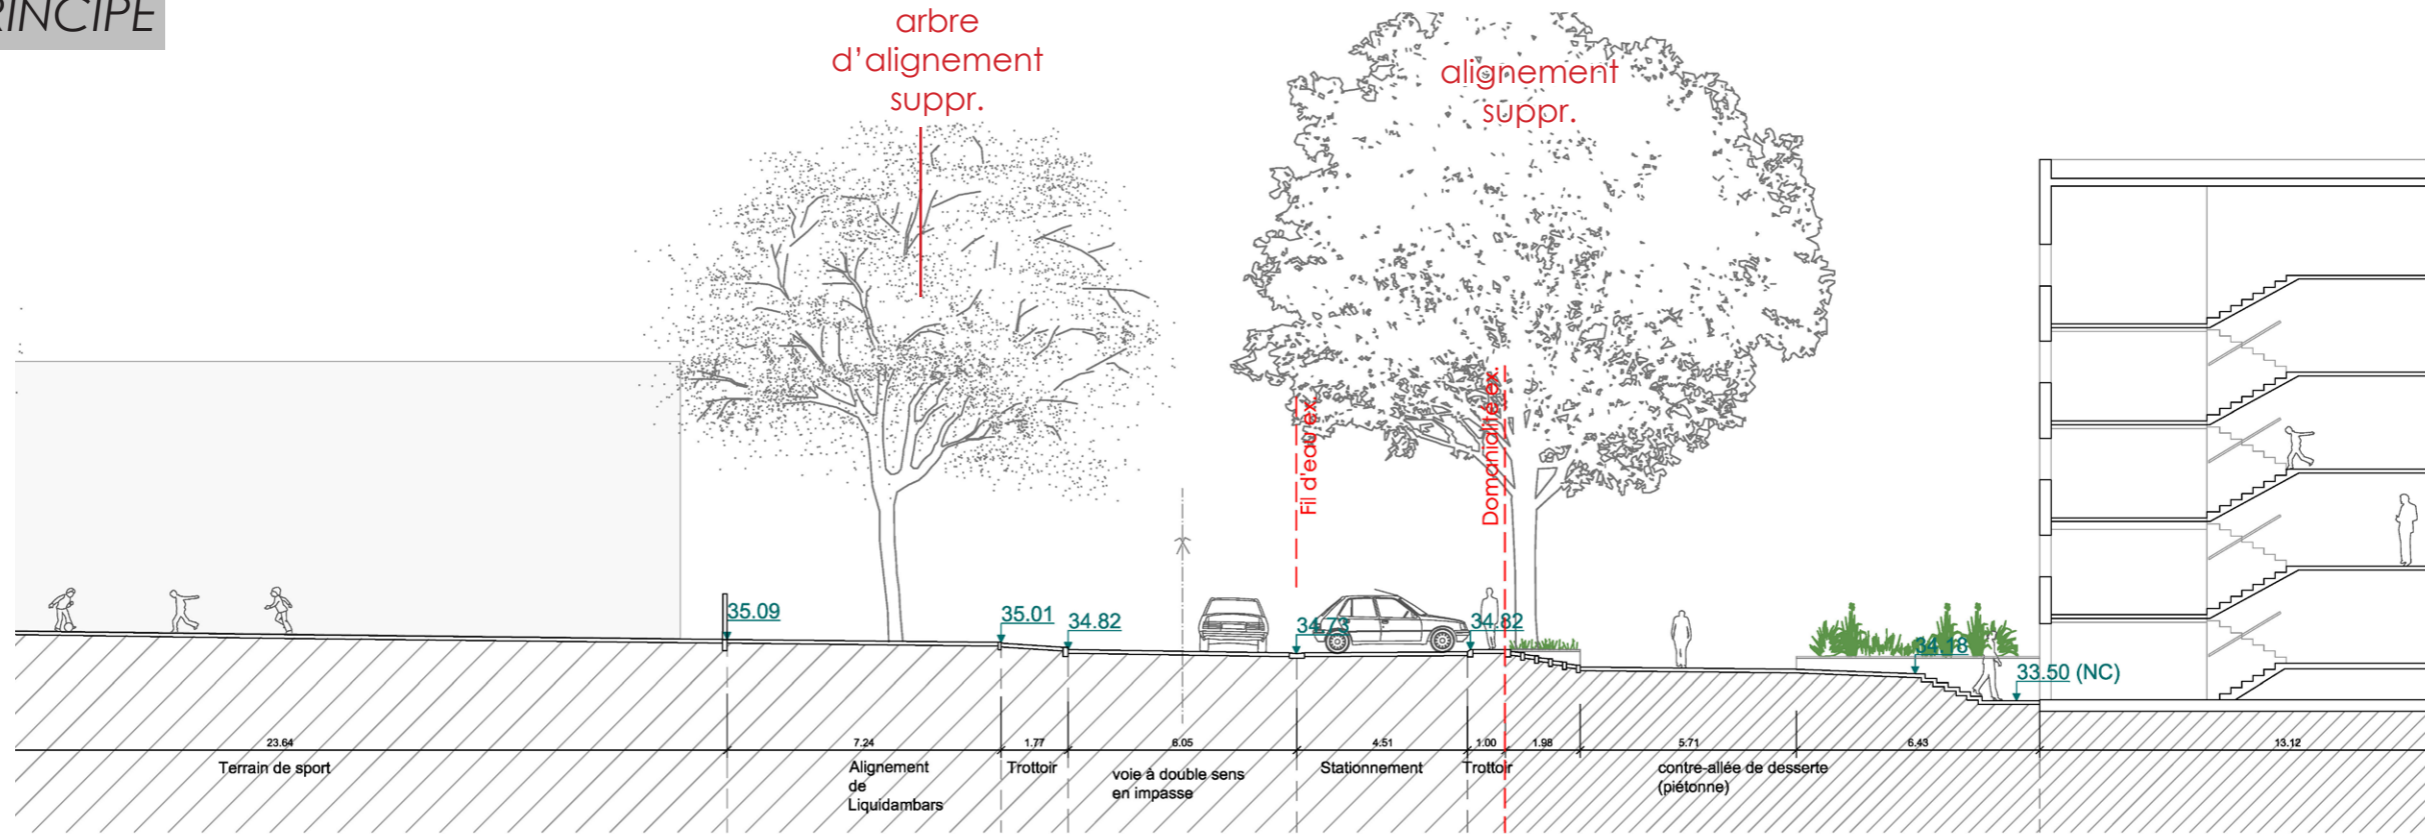 RINCIPE
arbre
d'alignement
suppr.
alignement
suppr.
Fil d'eau ex.
Domanialité ex.
35.09
35.01
34.82
34.73
34.82
34.18
33.50 (NC)
23.64
7.24
1.77
6.05
4.51
1.00
1.98
5.71
6.43
13.12
Terrain de sport
Alignement
de
Liquidambars
Trottoir
voie à double sens
en impasse
Stationnement
Trottoir
contre-allée de desserte
(piétonne)